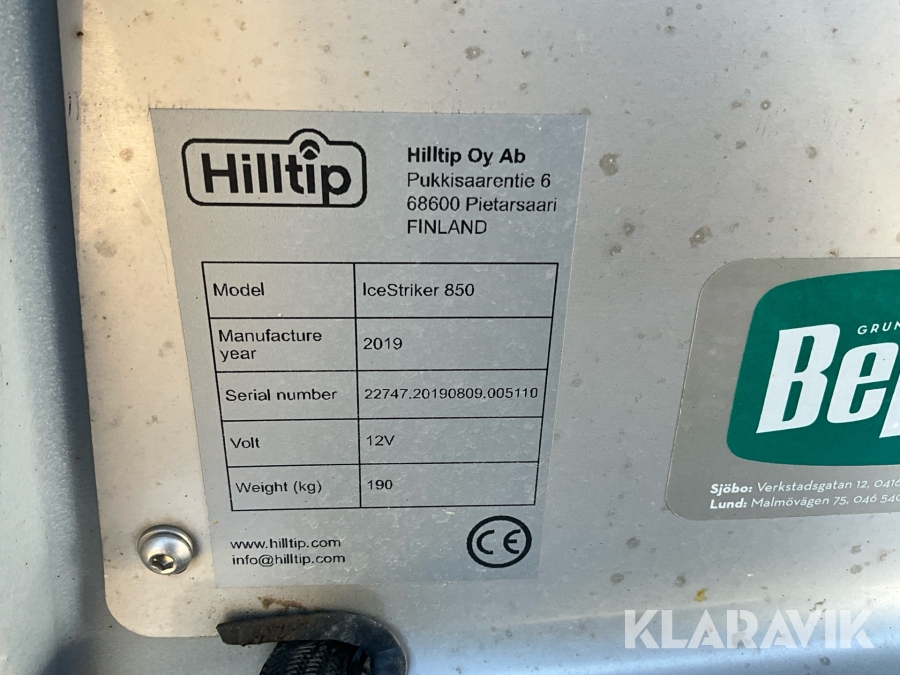 Hilltip
Hilltip Oy Ab
Pukkisaarentie 6
68600 Pietarsaari
FINLAND
Model IceStriker 850
Manufacture year 2019
Serial number 22747.20190809.005110
Volt 12V
Weight (kg) 190
www.hilltip.com
info@hilltip.com
CE
Sjöbo: Verkstadsgatan 12, 0416
Lund: Malmövägen 75, 046 540
KLARAVIK